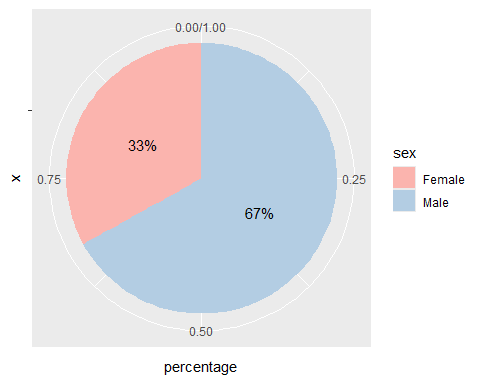 0.00/1.00
33%
sex
x
0.75
0.25
Female
Male
67%
0.50
percentage